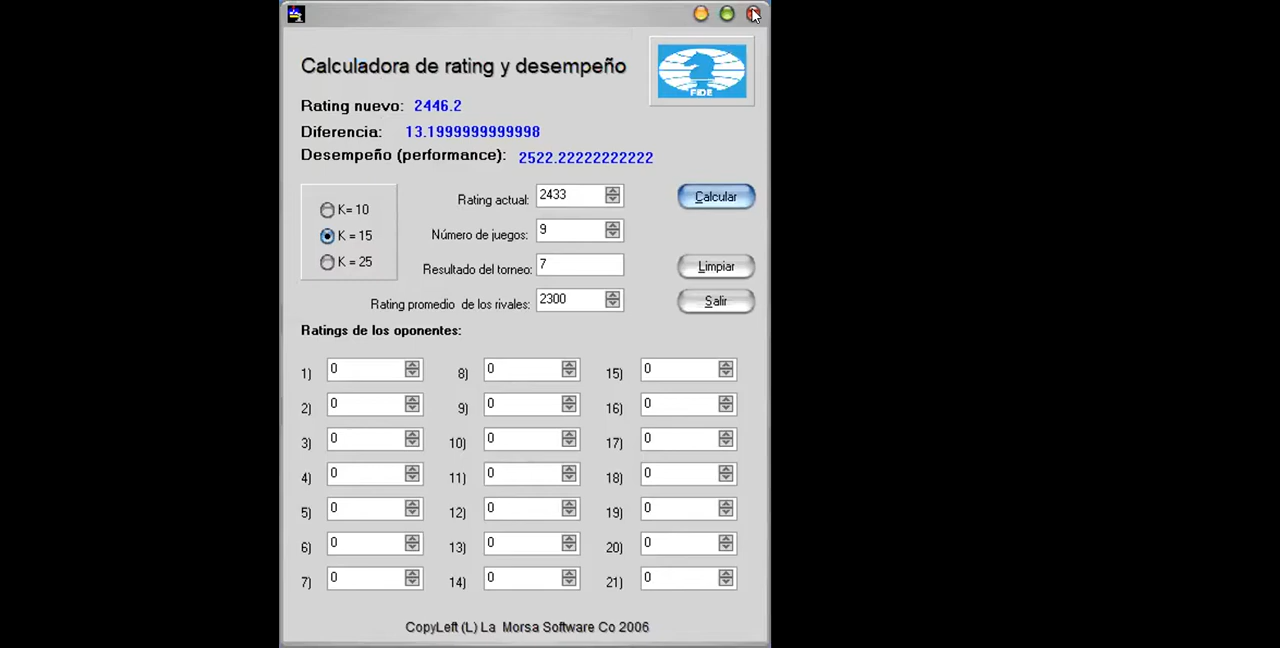 Calculadora de rating y desempeño
FIDE
Rating nuevo: 2446.2
Diferencia: 13.1999999999998
Desempeño (performance): 2522.22222222222
K= 10
K = 15
K = 25
Rating actual: 2433
Calcular
Número de juegos: 9
Resultado del torneo: 7
Limpiar
Rating promedio de los rivales: 2300
Salir
Ratings de los oponentes:
1) 0 8) 0 15) 0
2) 0 9) 0 16) 0
3) 0 10) 0 17) 0
4) 0 11) 0 18) 0
5) 0 12) 0 19) 0
6) 0 13) 0 20) 0
7) 0 14) 0 21) 0
CopyLeft (L) La Morsa Software Co 2006